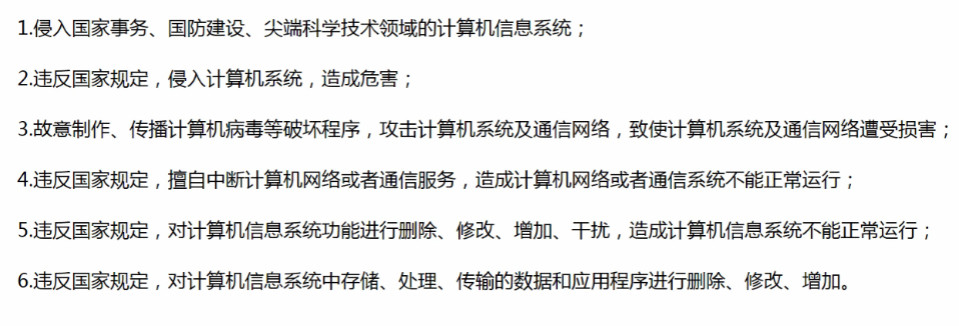 1.侵入国家事务、国防建设、尖端科学技术领域的计算机信息系统；
2.违反国家规定，侵入计算机系统，造成危害；
3.故意制作、传播计算机病毒等破坏程序，攻击计算机系统及通信网络，致使计算机系统及通信网络遭受损害；
4.违反国家规定，擅自中断计算机网络或者通信服务，造成计算机网络或者通信系统不能正常运行；
5.违反国家规定，对计算机信息系统功能进行删除、修改、增加、干扰，造成计算机信息系统不能正常运行；
6.违反国家规定，对计算机信息系统中存储、处理、传输的数据和应用程序进行删除、修改、增加。